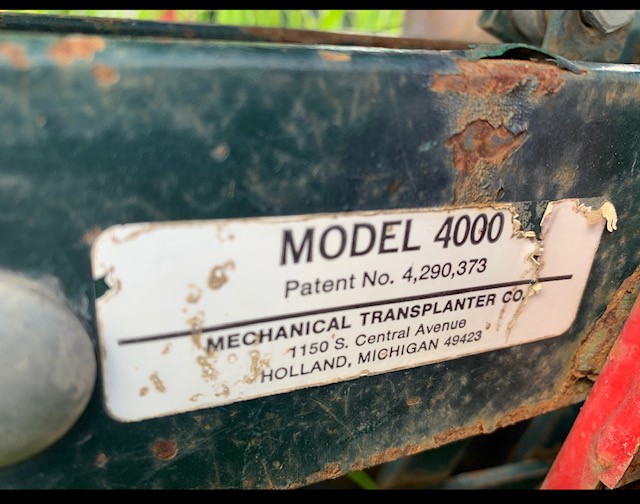 MODEL 4000
Patent No. 4,290,373
MECHANICAL TRANSPLANTER CO.
1150 S. Central Avenue
HOLLAND, MICHIGAN 49423